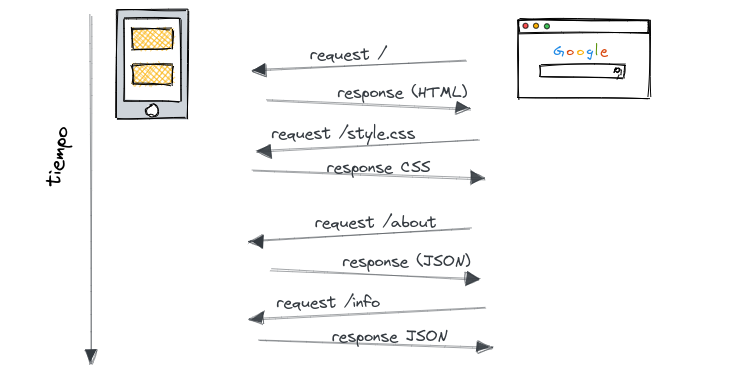 Google
request /
response (HTML)
request /style.css
response CSS
tiempo
request /about
response (JSON)
request /info
response JSON